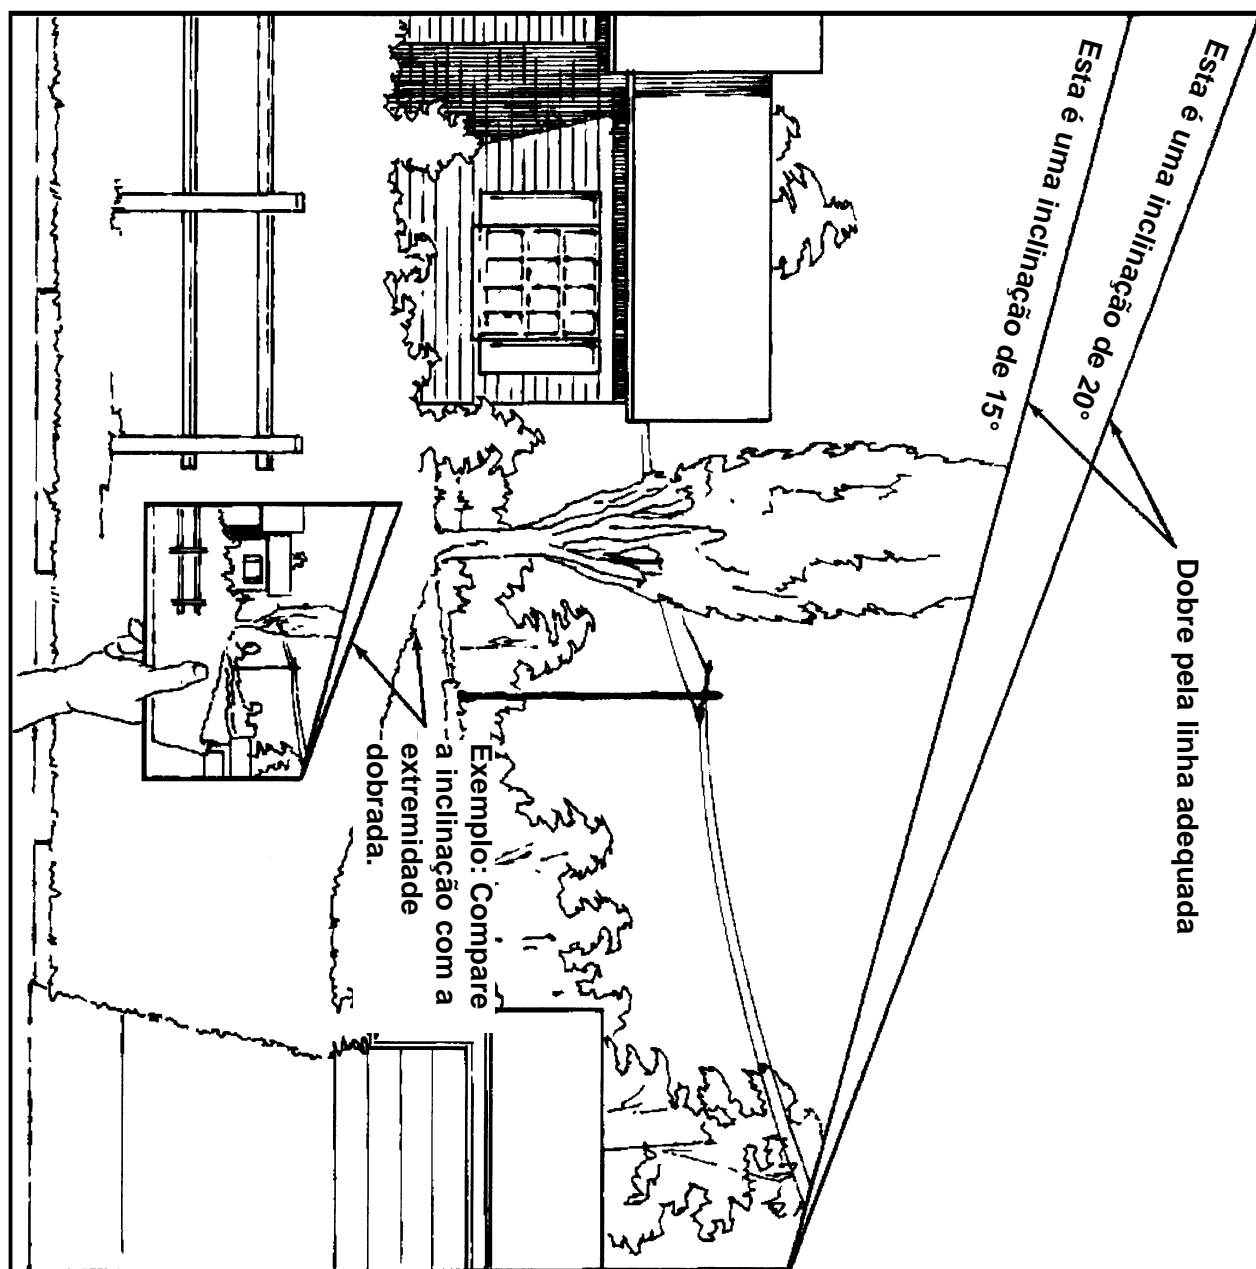 Dobre pela linha adequada
Esta é uma inclinação de 20°
Esta é uma inclinação de 15°
Exemplo: Compare
a inclinação com a
extremidade
dobrada.